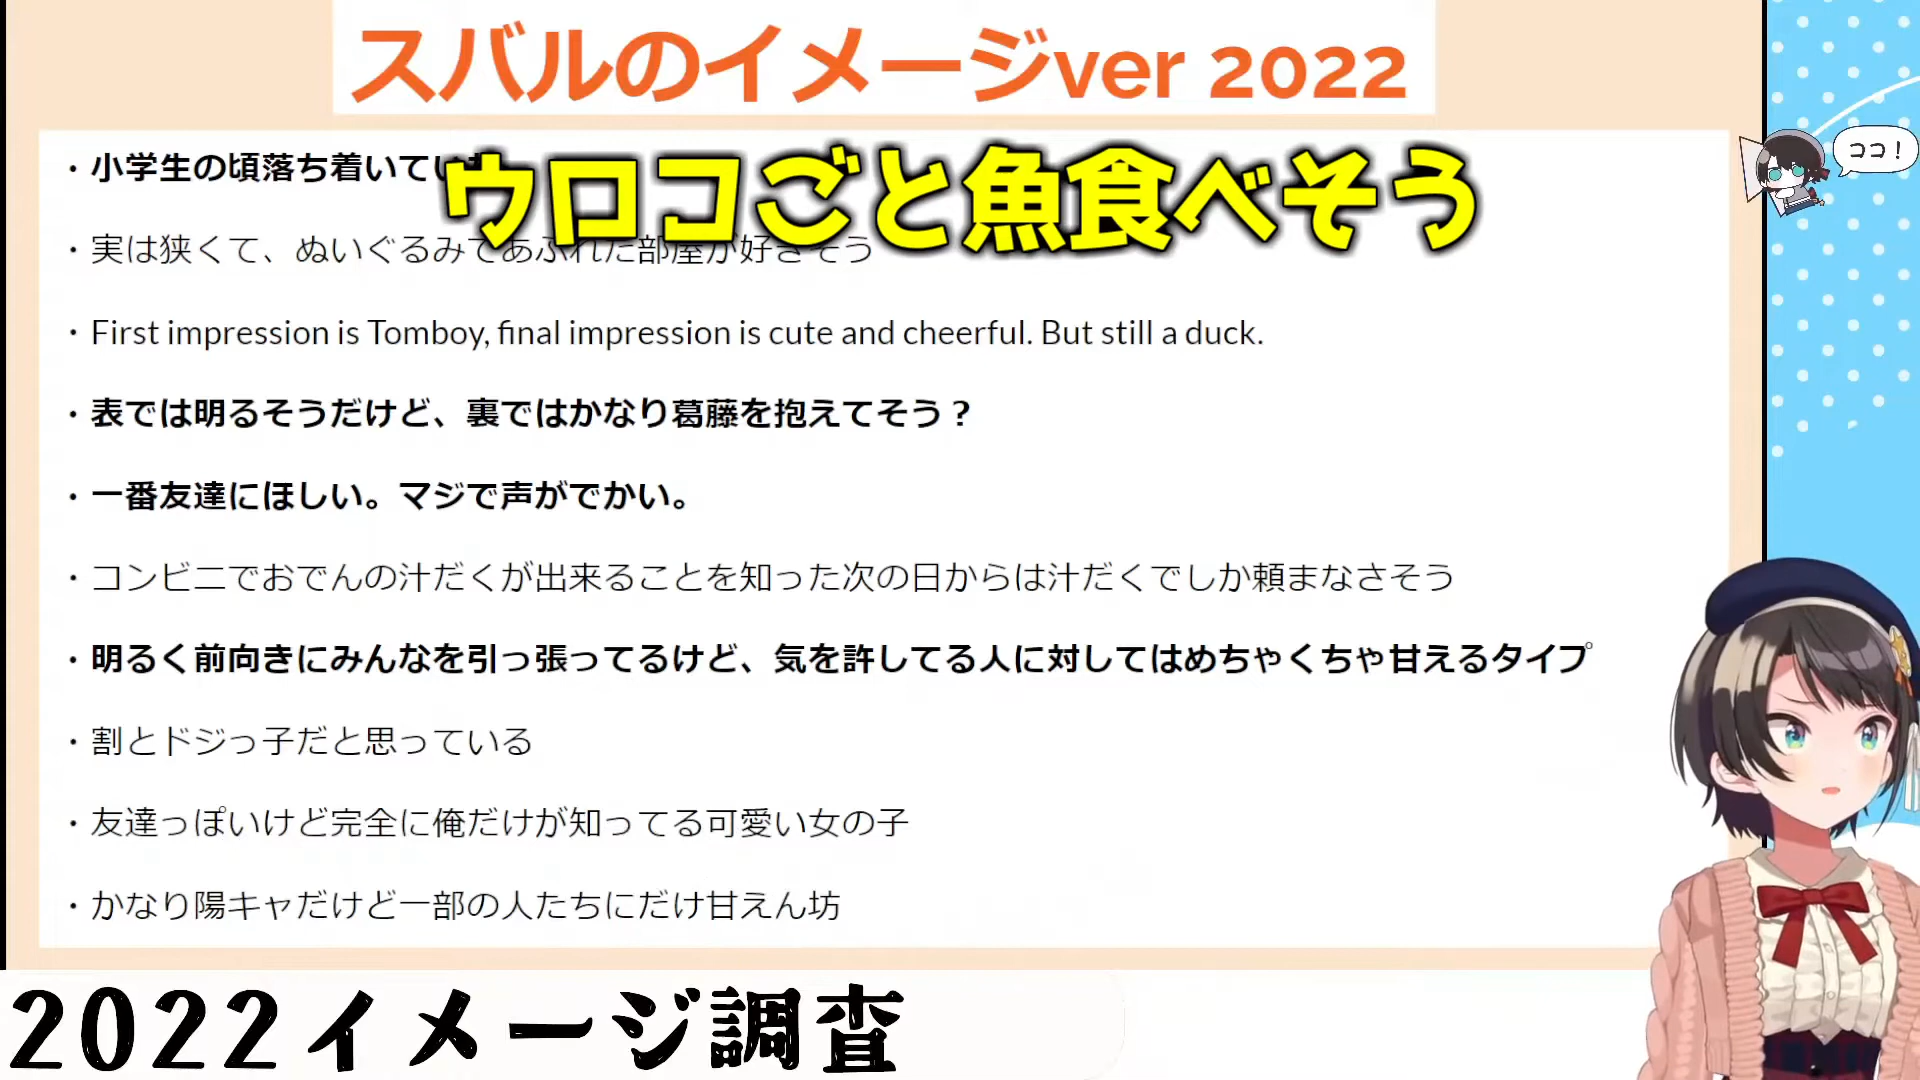 スバルのイメージver 2022
・小学生の頃落ち着いてい
ウロコごと魚食べそう
ココ！
・実は狭くて、ぬいぐるみであふれた部屋が好きそう
・First impression is Tomboy, final impression is cute and cheerful. But still a duck.
・表では明るそうだけど、裏ではかなり葛藤を抱えてそう？
・一番友達にほしい。マジで声がでかい。
・コンビニでおでんの汁だくが出来ることを知った次の日からは汁だくでしか頼まなさそう
・明るく前向きにみんなを引っ張ってるけど、気を許してる人に対してはめちゃくちゃ甘えるタイプ
・割とドジっ子だと思っている
・友達っぽいけど完全に俺だけが知ってる可愛い女の子
・かなり陽キャだけど一部の人たちにだけ甘えん坊
2022イメージ調査